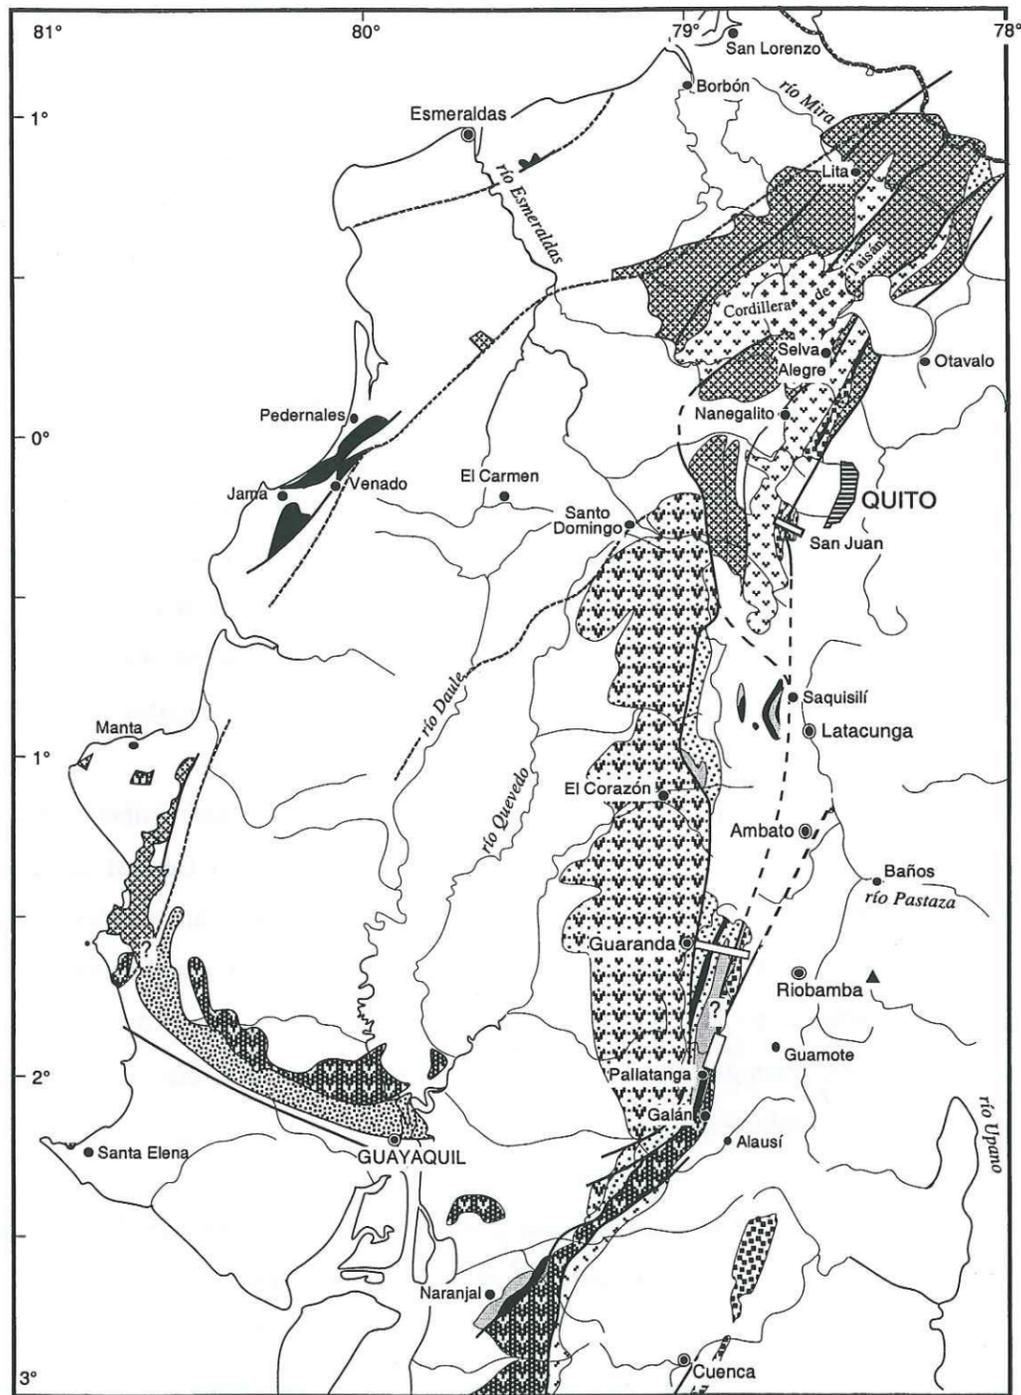 81°
80°
79°
78°
San Lorenzo
Borbón
río Mira
1°
Esmeraldas
Lita
río Esmeraldas
Cordillera de Taisán
Selva
Alegre
Otavalo
Pedernales
Nanegalito
0°
El Carmen
Jama
Venado
QUITO
Santo
Domingo
San Juan
río Daule
Saquisilí
Manta
Latacunga
1°
río Quevedo
El Corazón
Ambato
Baños
río Pastaza
Guaranda
?
Riobamba
?
Guamote
2°
Pallatanga
Galán
río Upano
Santa Elena
GUAYAQUIL
Alausí
Naranjal
Cuenca
3°